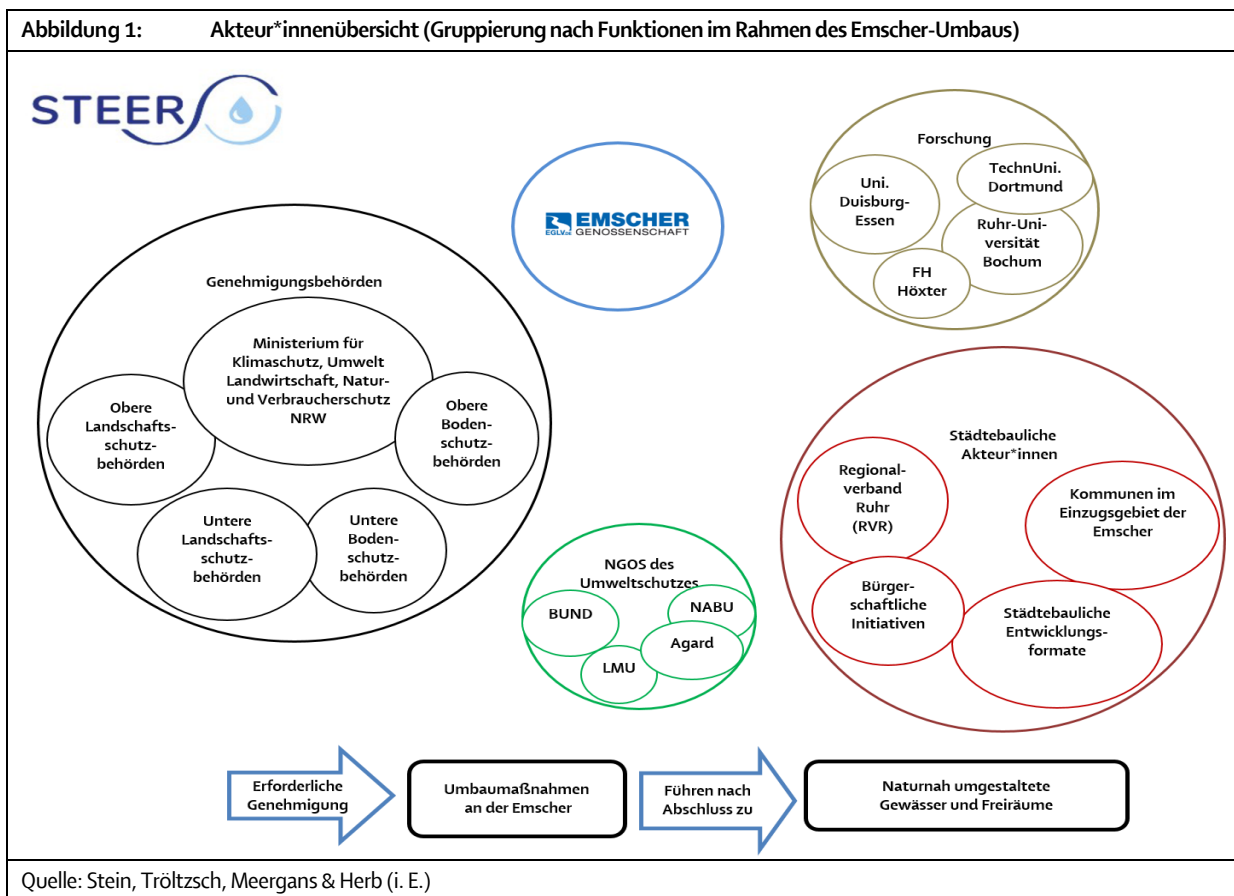 Abbildung 1: Akteur*innenübersicht (Gruppierung nach Funktionen im Rahmen des Emscher-Umbaus)
STEER
Genehmigungsbehörden
Ministerium für
Klimaschutz, Umwelt
Landwirtschaft, Natur-
und Verbraucherschutz
NRW
Obere
Landschafts-
schutz-
behörden
Obere
Boden-
schutz-
behörden
Untere
Landschafts-
schutz-
behörden
Untere
Boden-
schutz-
behörden
EGLV.DE
EMSCHER
GENOSSENSCHAFT
Forschung
Uni.
Duisburg-
Essen
TechnUni.
Dortmund
Ruhr-Uni-
versität
Bochum
FH
Höxter
NGOS des
Umweltschutzes
BUND
NABU
Agard
LMU
Städtebauliche
Akteur*innen
Regional-
verband
Ruhr
(RVR)
Kommunen im
Einzugsgebiet der
Emscher
Bürger-
schaftliche
Initiativen
Städtebauliche
Entwicklungs-
formate
Erforderliche
Genehmigung
Umbaumaßnahmen
an der Emscher
Führen nach
Abschluss zu
Naturnah umgestaltete
Gewässer und Freiräume
Quelle: Stein, Tröltzsch, Meergans & Herb (i. E.)